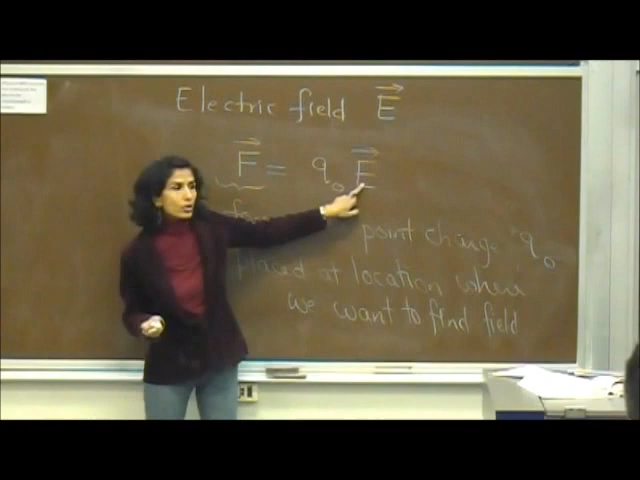 Electric field E
F = q₀ E
point charge q₀
placed at location where
we want to find field